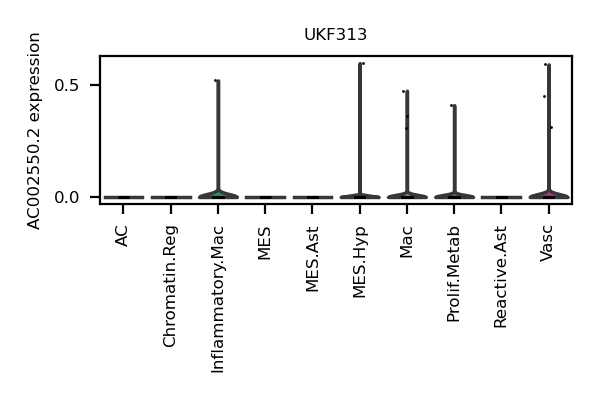 UKF313
AC002550.2 expression
0.5
0.0
AC
Chromatin.Reg
Inflammatory.Mac
MES
MES.Ast
MES.Hyp
Mac
Prolif.Metab
Reactive.Ast
Vasc